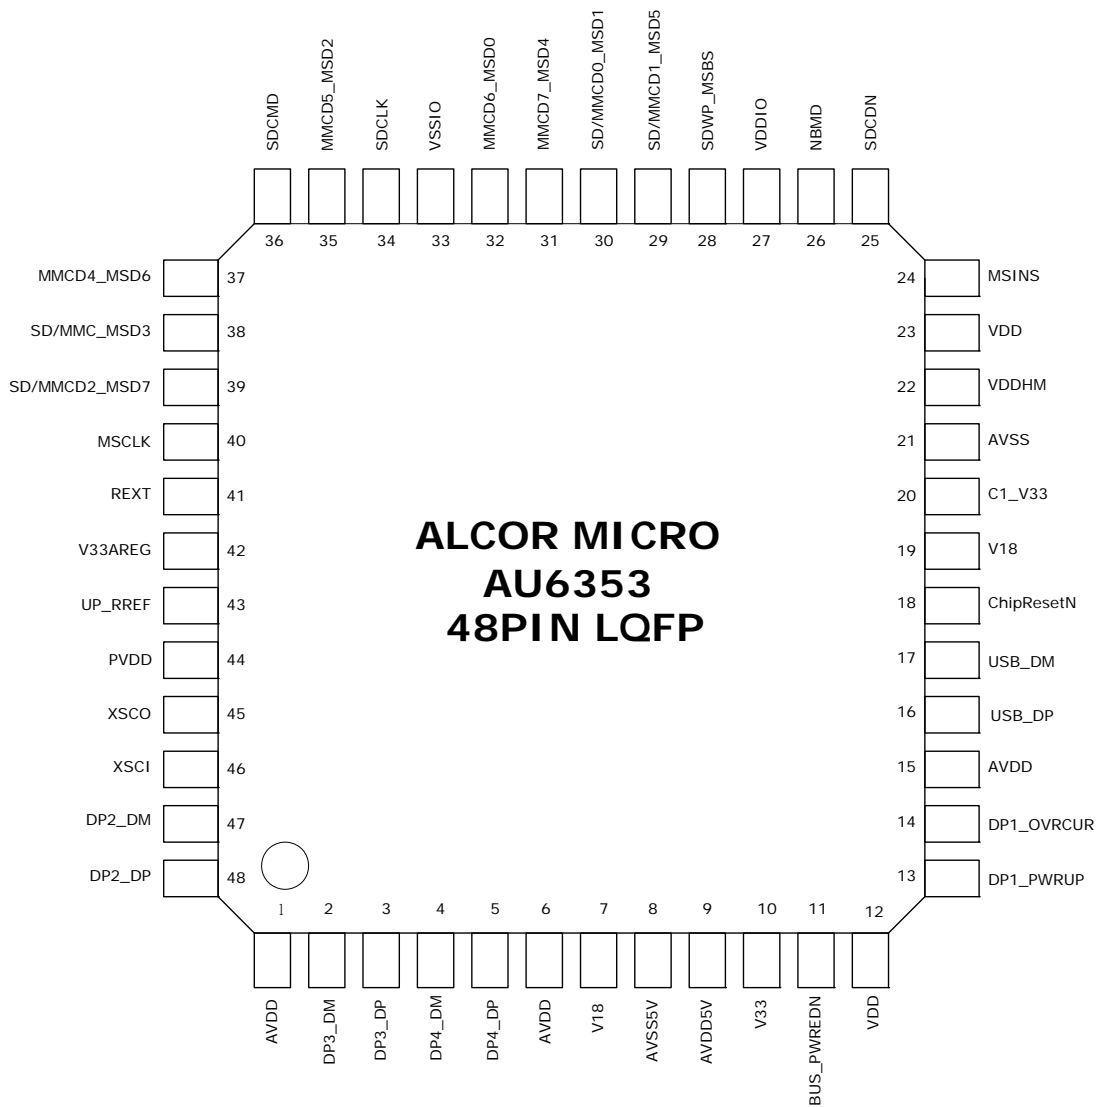 SDCMD
MMCD5_MSD2
SDCLK
VSSIO
MMCD6_MSD0
MMCD7_MSD4
SD/MMCD0_MSD1
SD/MMCD1_MSD5
SDWP_MSBS
VDDIO
NBMD
SDCDN
36 35 34 33 32 31 30 29 28 27 26 25
MMCD4_MSD6 37
SD/MMC_MSD3 38
SD/MMCD2_MSD7 39
MSCLK 40
REXT 41
V33AREG 42
UP_RREF 43
PVDD 44
XSCO 45
XSCI 46
DP2_DM 47
DP2_DP 48
ALCOR MICRO
AU6353
48PIN LQFP
24 MSINS
23 VDD
22 VDDHM
21 AVSS
20 C1_V33
19 V18
18 ChipResetN
17 USB_DM
16 USB_DP
15 AVDD
14 DP1_OVRCUR
13 DP1_PWRUP
1 2 3 4 5 6 7 8 9 10 11 12
AVDD
DP3_DM
DP3_DP
DP4_DM
DP4_DP
AVDD
V18
AVSS5V
AVDD5V
V33
BUS_PWREDN
VDD